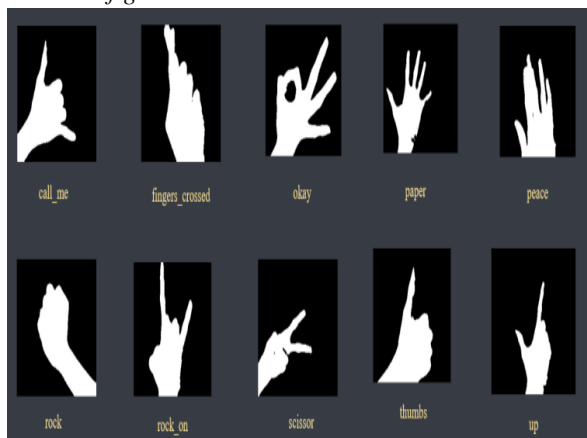 call_me
fingers_crossed
okay
paper
peace
rock
rock_on
scissor
thumbs
up